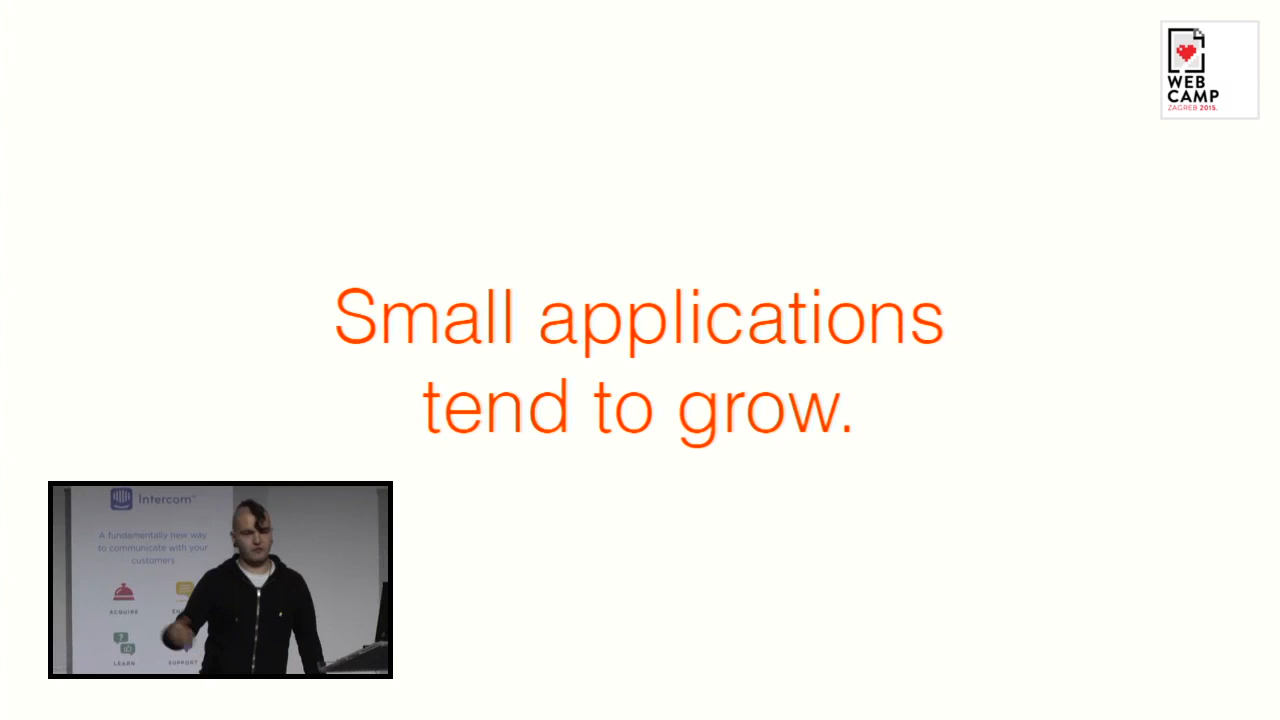 WEB
CAMP
ZAGREB 2015.
Small applications
tend to grow.
Intercom
A fundamentally new way
to communicate with your
customers
ACQUIRE
LEARN
SUPPORT